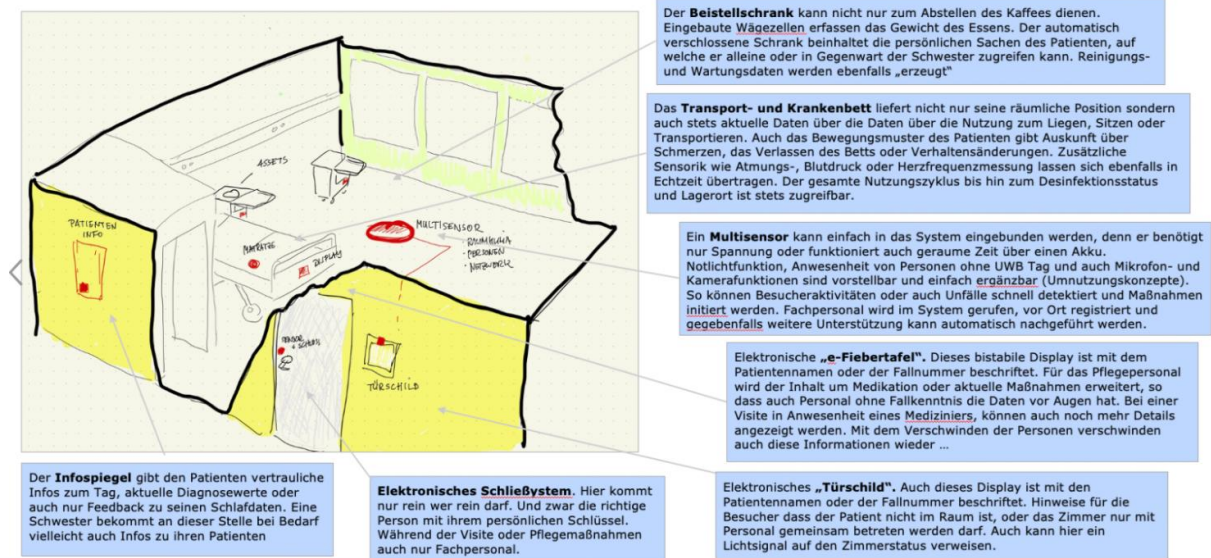 Der Beistellschrank kann nicht nur zum Abstellen des Kaffees dienen.
Eingebaute Wägezellen erfassen das Gewicht des Essens. Der automatisch
verschlossene Schrank beinhaltet die persönlichen Sachen des Patienten, auf
welche er alleine oder in Gegenwart der Schwester zugreifen kann. Reinigungs-
und Wartungsdaten werden ebenfalls „erzeugt“
Das Transport- und Krankenbett liefert nicht nur seine räumliche Position sondern
auch stets aktuelle Daten über die Daten über die Nutzung zum Liegen, Sitzen oder
Transportieren. Auch das Bewegungsmuster des Patienten gibt Auskunft über
Schmerzen, das Verlassen des Betts oder Verhaltensänderungen. Zusätzliche
Sensorik wie Atmungs-, Blutdruck oder Herzfrequenzmessung lassen sich ebenfalls in
Echtzeit übertragen. Der gesamte Nutzungszyklus bis hin zum Desinfektionsstatus
und Lagerort ist stets zugreifbar.
Ein Multisensor kann einfach in das System eingebunden werden, denn er benötigt
nur Spannung oder funktioniert auch geraume Zeit über einen Akku.
Notlichtfunktion, Anwesenheit von Personen ohne UWB Tag und auch Mikrofon- und
Kamerafunktionen sind vorstellbar und einfach ergänzbar (Umnutzungskonzepte).
So können Besucheraktivitäten oder auch Unfälle schnell detektiert und Maßnahmen
initiert werden. Fachpersonal wird im System gerufen, vor Ort registriert und
gegebenfalls weitere Unterstützung kann automatisch nachgeführt werden.
Elektronische „e-Fiebertafel“. Dieses bistabile Display ist mit dem
Patientennamen oder der Fallnummer beschriftet. Für das Pflegepersonal
wird der Inhalt um Medikation oder aktuelle Maßnahmen erweitert, so
dass auch Personal ohne Fallkenntnis die Daten vor Augen hat. Bei einer
Visite in Anwesenheit eines Mediziniers, können auch noch mehr Details
angezeigt werden. Mit dem Verschwinden der Personen verschwinden
auch diese Informationen wieder ...
Elektronisches „Türschild“. Auch dieses Display ist mit den
Patientennamen oder der Fallnummer beschriftet. Hinweise für die
Besucher dass der Patient nicht im Raum ist, oder das Zimmer nur mit
Personal gemeinsam betreten werden darf. Auch kann hier ein
Lichtsignal auf den Zimmerstatus verweisen.
Elektronisches Schließystem. Hier kommt
nur rein wer rein darf. Und zwar die richtige
Person mit ihrem persönlichen Schlüssel.
Während der Visite oder Pflegemaßnahmen
auch nur Fachpersonal.
Der Infospiegel gibt den Patienten vertrauliche
Infos zum Tag, aktuelle Diagnosewerte oder
auch nur Feedback zu seinen Schlafdaten. Eine
Schwester bekommt an dieser Stelle bei Bedarf
vielleicht auch Infos zu ihren Patienten
ASSETS
PATIENTEN
INFO
MATRATZE
DISPLAY
MULTISENSOR
· RAUMKLIMA
· PERSONEN
· NETZWERK
SENSOR
+ SCHLOSS
TÜRSCHILD